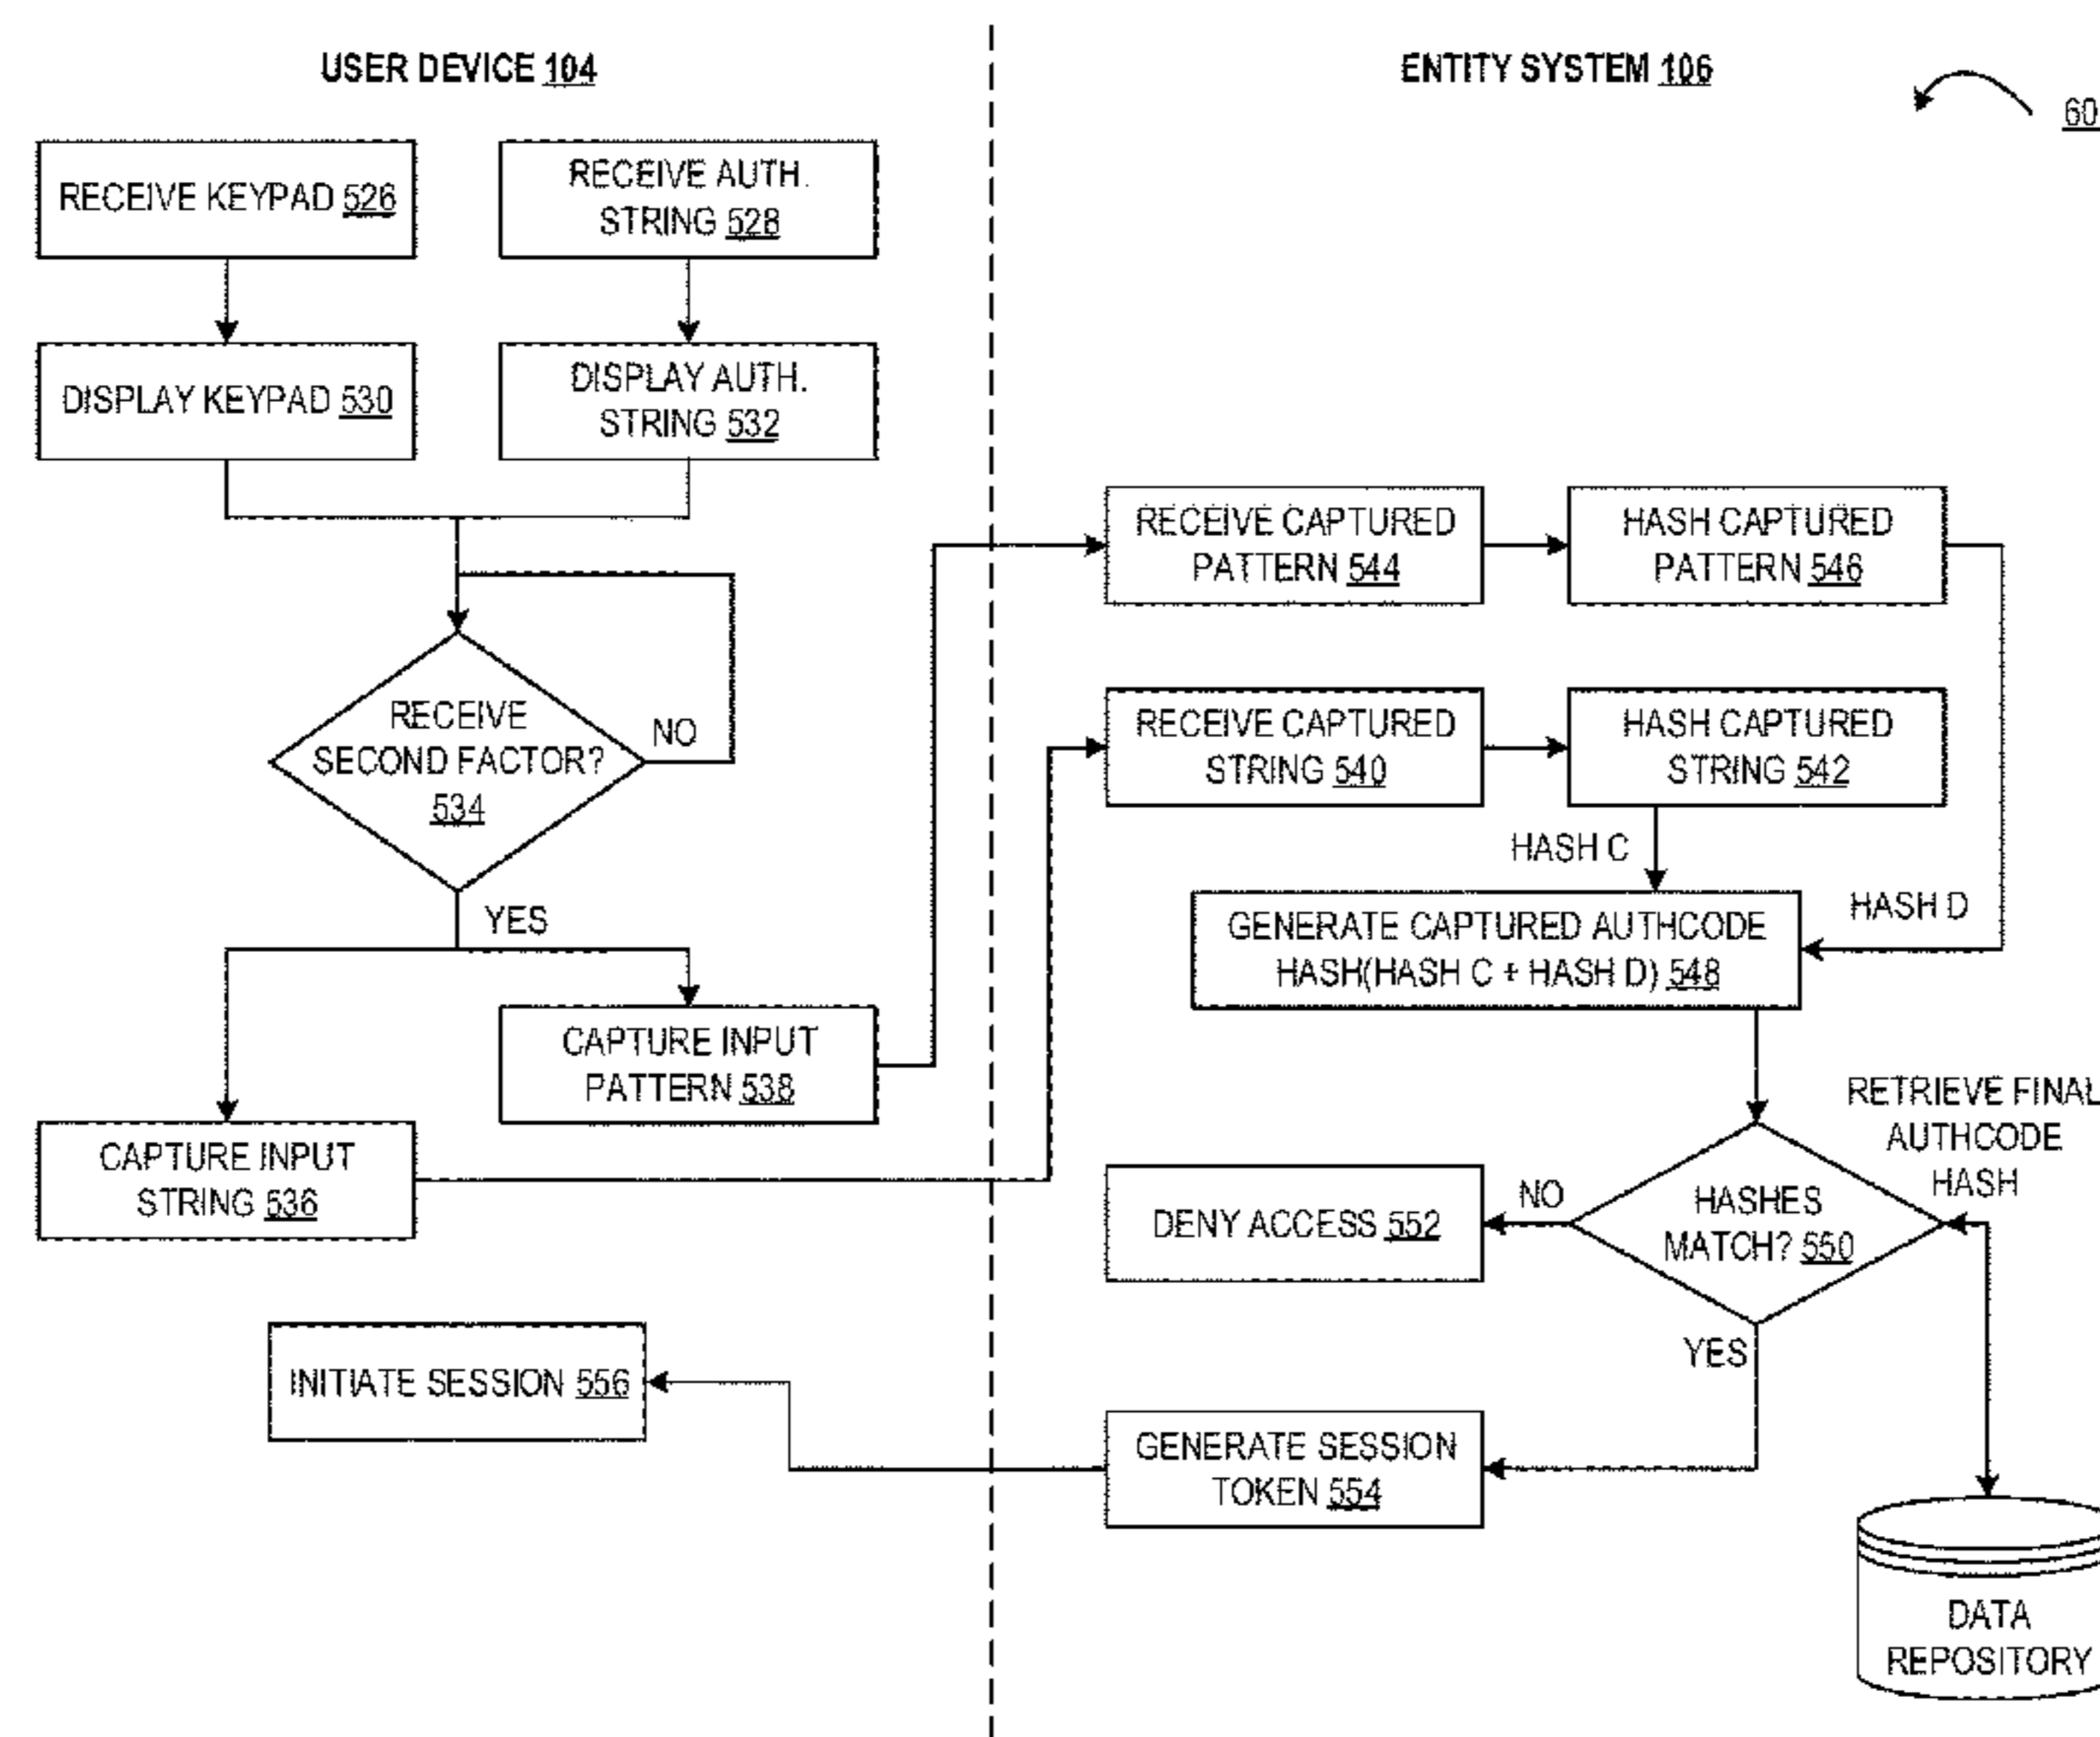 USER DEVICE 104
ENTITY SYSTEM 106
60
RECEIVE KEYPAD 526
RECEIVE AUTH.
STRING 528
DISPLAY KEYPAD 530
DISPLAY AUTH.
STRING 532
RECEIVE
SECOND FACTOR?
534
NO
YES
CAPTURE INPUT
PATTERN 538
CAPTURE INPUT
STRING 536
RECEIVE CAPTURED
PATTERN 544
HASH CAPTURED
PATTERN 546
RECEIVE CAPTURED
STRING 540
HASH CAPTURED
STRING 542
HASH C
HASH D
GENERATE CAPTURED AUTHCODE
HASH(HASH C + HASH D) 548
RETRIEVE FINAL
AUTHCODE
HASH
HASHES
MATCH? 550
NO
DENY ACCESS 552
YES
INITIATE SESSION 556
GENERATE SESSION
TOKEN 554
DATA
REPOSITORY